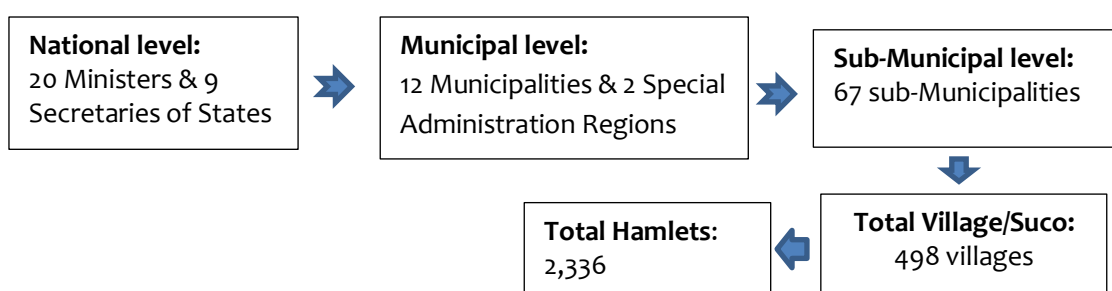 National level:
20 Ministers & 9
Secretaries of States
Municipal level:
12 Municipalities & 2 Special
Administration Regions
Sub-Municipal level:
67 sub-Municipalities
Total Village/Suco:
498 villages
Total Hamlets:
2,336